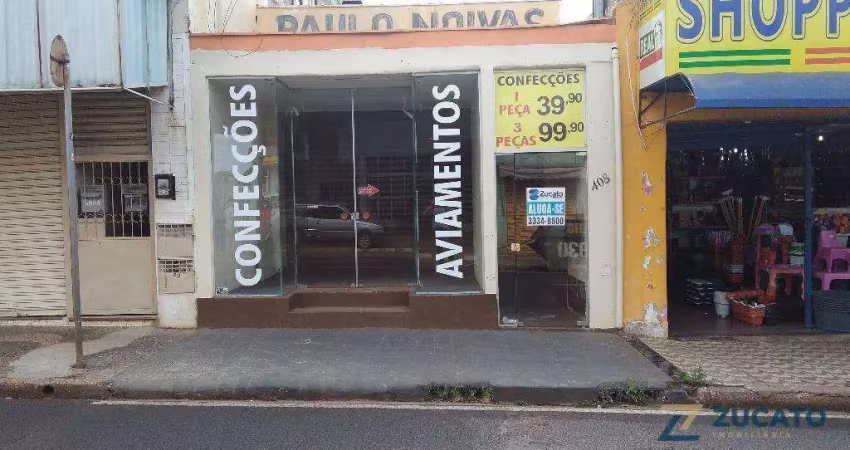 PAULO NOIVAS
SHOPP
REAL
CONFECÇÕES
AVIAMENTOS
CONFECÇÕES
1
PEÇA 39,90
3
PEÇAS 99,90
408
Zucato
ALUGA-SE
3334-8800
ZUCATO
IMOBILIÁRIA